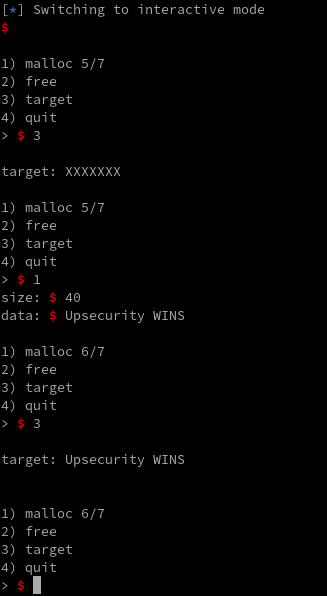 [*] Switching to interactive mode
$
1) malloc 5/7
2) free
3) target
4) quit
> $ 3
target: XXXXXXX
1) malloc 5/7
2) free
3) target
4) quit
> $ 1
size: $ 40
data: $ Upsecurity WINS
1) malloc 6/7
2) free
3) target
4) quit
> $ 3
target: Upsecurity WINS
1) malloc 6/7
2) free
3) target
4) quit
> $